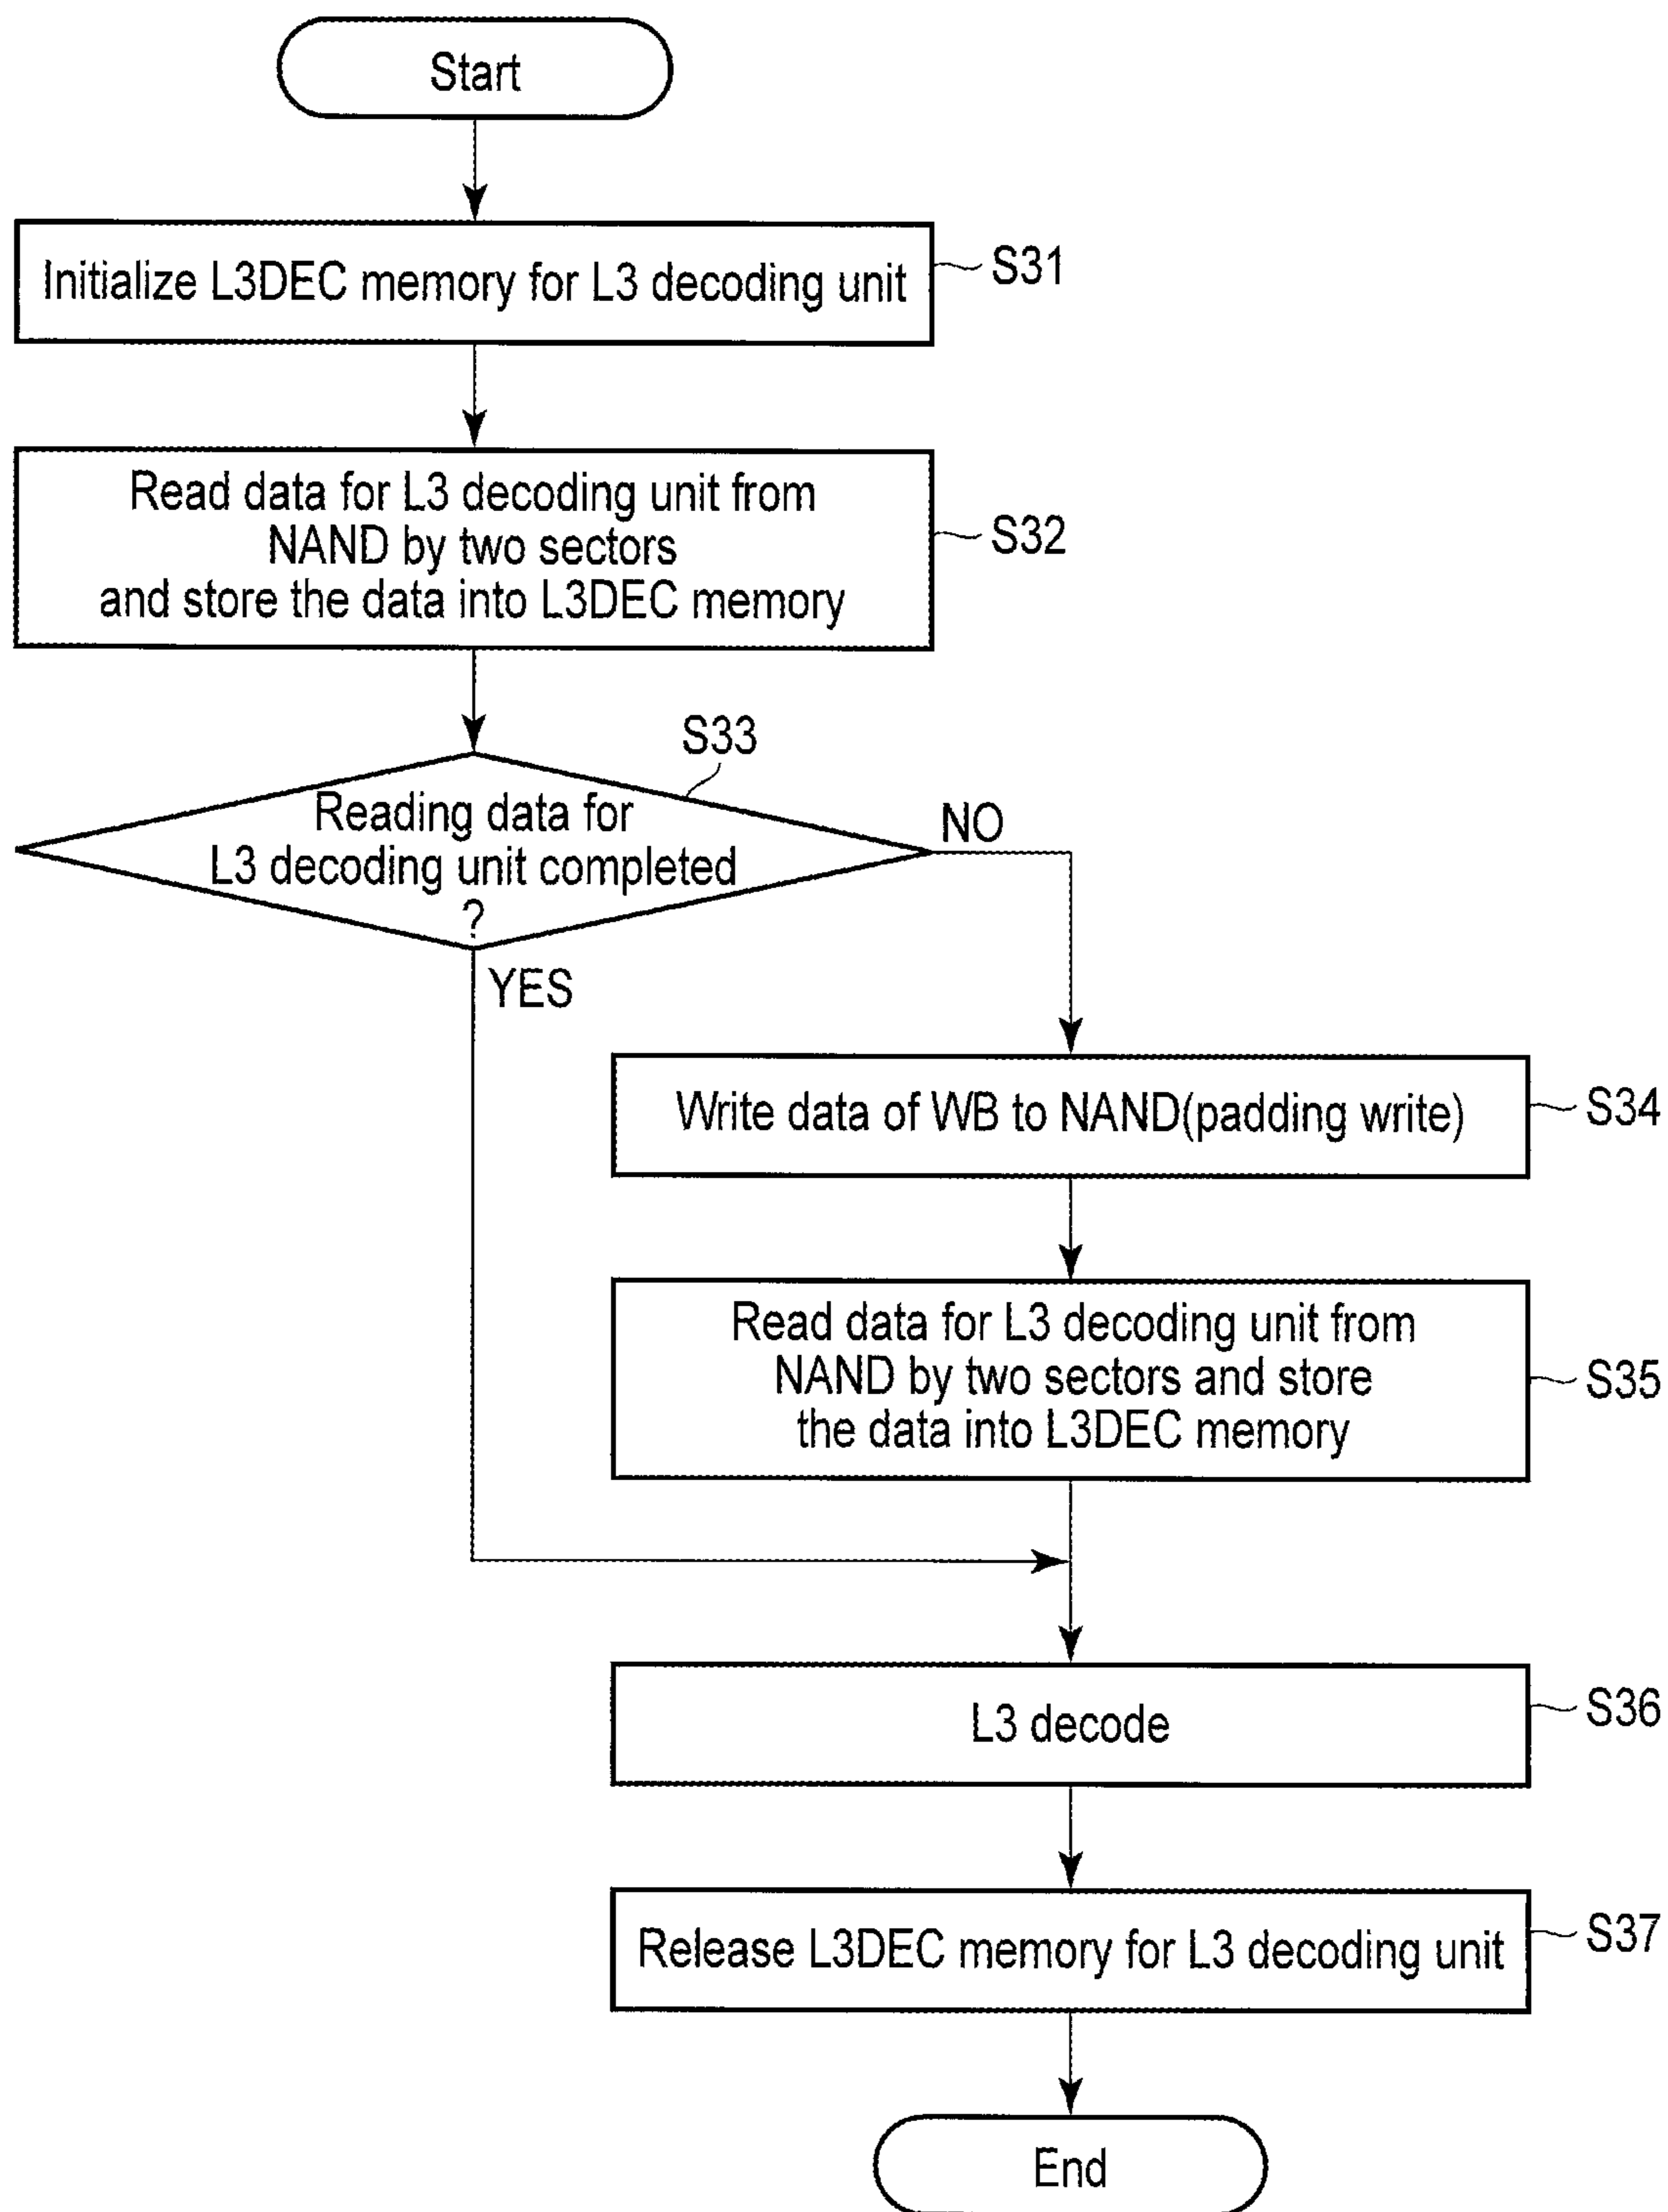 Start
Initialize L3DEC memory for L3 decoding unit
S31
Read data for L3 decoding unit from
NAND by two sectors
and store the data into L3DEC memory
S32
S33
Reading data for
L3 decoding unit completed
?
NO
YES
Write data of WB to NAND(padding write)
S34
Read data for L3 decoding unit from
NAND by two sectors and store
the data into L3DEC memory
S35
L3 decode
S36
Release L3DEC memory for L3 decoding unit
S37
End